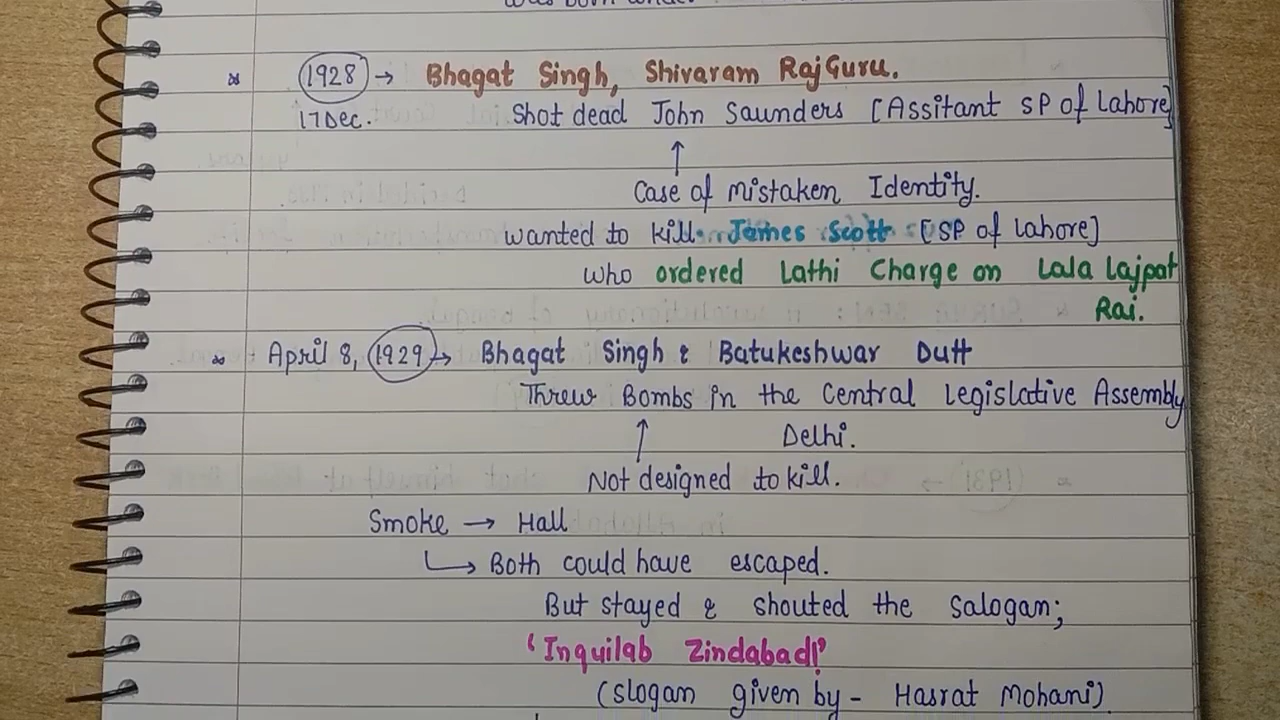 1928 → Bhagat Singh, Shivaram RajGuru.
17 Dec. Shot dead John Saunders [Assitant SP of Lahore]
↑
Case of mistaken Identity.
wanted to kill James Scott [SP of Lahore]
who ordered Lathi Charge on Lala Lajpat
Rai.
April 8, 1929 → Bhagat Singh & Batukeshwar Dutt
Threw Bombs in the Central Legislative Assembly
Delhi.
↑
Not designed to kill.
Smoke → Hall
↳ Both could have escaped.
But stayed & shouted the Salogan;
'Inquilab Zindabad!'
(slogan given by - Hasrat Mohani)